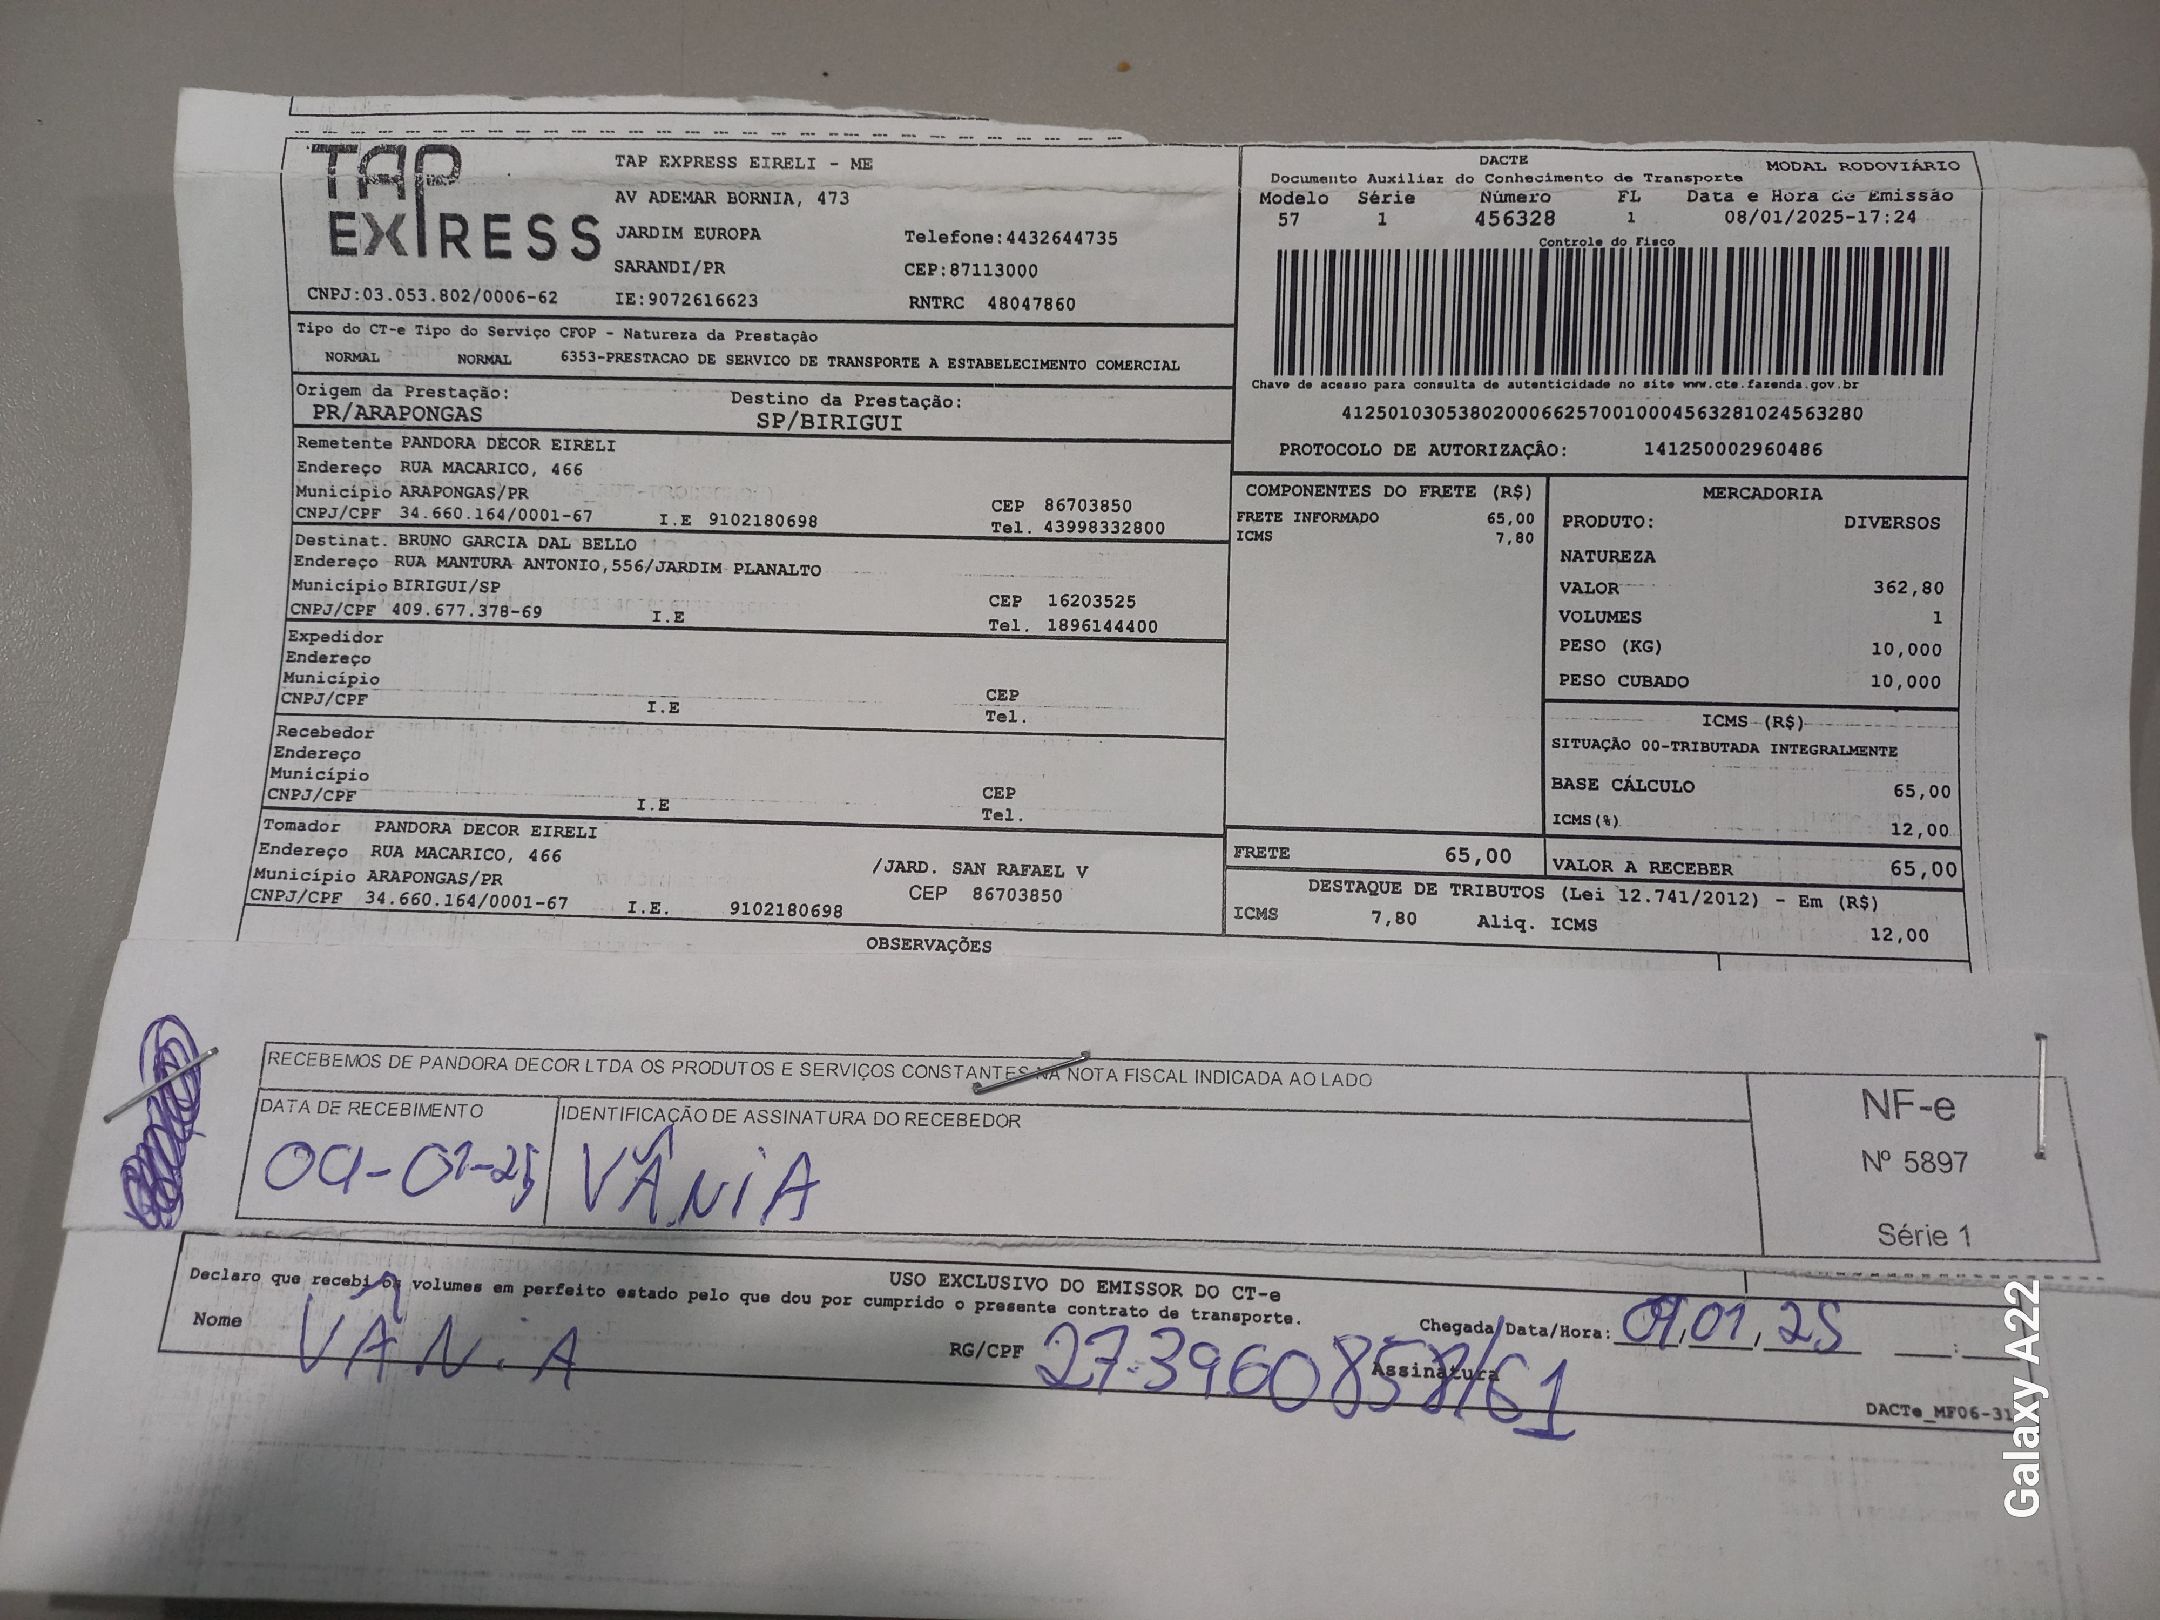 TAP EXPRESS
TAP EXPRESS EIRELI - ME
AV ADEMAR BORNIA, 473
JARDIM EUROPA Telefone:4432644735
SARANDI/PR CEP:87113000
CNPJ:03.053.802/0006-62 IE:9072616623 RNTRC 48047860
DACTE MODAL RODOVIÁRIO
Documento Auxiliar do Conhecimento de Transporte
Modelo Série Número FL Data e Hora de Emissão
57 1 456328 1 08/01/2025-17:24
Controle do Fisco
Chave de acesso para consulta de autenticidade no site www.cte.fazenda.gov.br
41250103053802000662570010004563281024563280
PROTOCOLO DE AUTORIZAÇÂO: 141250002960486
Tipo do CT-e Tipo do Serviço CFOP - Natureza da Prestação
NORMAL NORMAL 6353-PRESTACAO DE SERVICO DE TRANSPORTE A ESTABELECIMENTO COMERCIAL
Origem da Prestação: Destino da Prestação:
PR/ARAPONGAS SP/BIRIGUI
Remetente PANDORA DECOR EIRELI
Endereço RUA MACARICO, 466
Município ARAPONGAS/PR CEP 86703850
CNPJ/CPF 34.660.164/0001-67 I.E 9102180698 Tel. 43998332800
Destinat. BRUNO GARCIA DAL BELLO
Endereço RUA MANTURA ANTONIO,556/JARDIM PLANALTO
Município BIRIGUI/SP CEP 16203525
CNPJ/CPF 409.677.378-69 I.E Tel. 1896144400
Expedidor
Endereço
Município CEP
CNPJ/CPF I.E Tel.
Recebedor
Endereço
Município CEP
CNPJ/CPF I.E Tel.
Tomador PANDORA DECOR EIRELI
Endereço RUA MACARICO, 466 /JARD. SAN RAFAEL V
Município ARAPONGAS/PR CEP 86703850
CNPJ/CPF 34.660.164/0001-67 I.E. 9102180698
COMPONENTES DO FRETE (R$)
FRETE INFORMADO 65,00
ICMS 7,80
MERCADORIA
PRODUTO: DIVERSOS
NATUREZA
VALOR 362,80
VOLUMES 1
PESO (KG) 10,000
PESO CUBADO 10,000
ICMS (R$)
SITUAÇÃO 00-TRIBUTADA INTEGRALMENTE
BASE CÁLCULO 65,00
ICMS(%) 12,00
FRETE 65,00 VALOR A RECEBER 65,00
DESTAQUE DE TRIBUTOS (Lei 12.741/2012) - Em (R$)
ICMS 7,80 Aliq. ICMS 12,00
OBSERVAÇÕES
RECEBEMOS DE PANDORA DECOR LTDA OS PRODUTOS E SERVIÇOS CONSTANTES NA NOTA FISCAL INDICADA AO LADO
DATA DE RECEBIMENTO IDENTIFICAÇÃO DE ASSINATURA DO RECEBEDOR
09-01-25 VÂNiA
NF-e
Nº 5897
Série 1
USO EXCLUSIVO DO EMISSOR DO CT-e
Declaro que recebi os volumes em perfeito estado pelo que dou por cumprido o presente contrato de transporte.
Nome VÂNiA RG/CPF 27.3960858/61 Chegada/Data/Hora: 09,01,25 :
Assinatura
DACTe_MF06-31
Galaxy A22